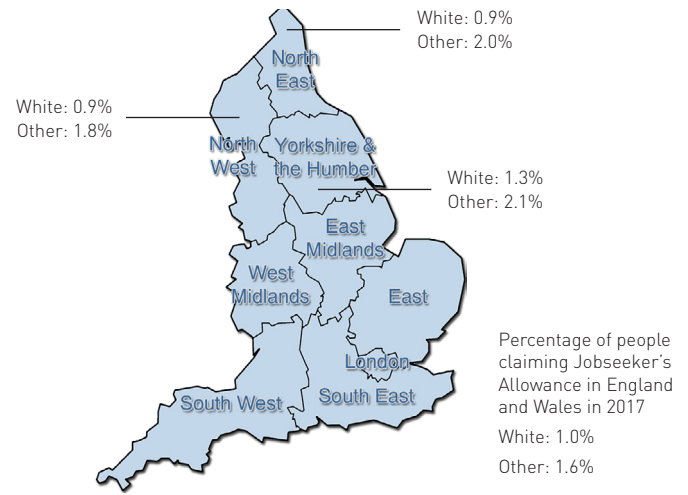 White: 0.9%
Other: 2.0%
North
East
White: 0.9%
Other: 1.8%
North
West
Yorkshire &
the Humber
White: 1.3%
Other: 2.1%
East
Midlands
West
Midlands
East
London
South East
South West
Percentage of people
claiming Jobseeker's
Allowance in England
and Wales in 2017
White: 1.0%
Other: 1.6%